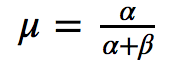 μ = α / (α+β)